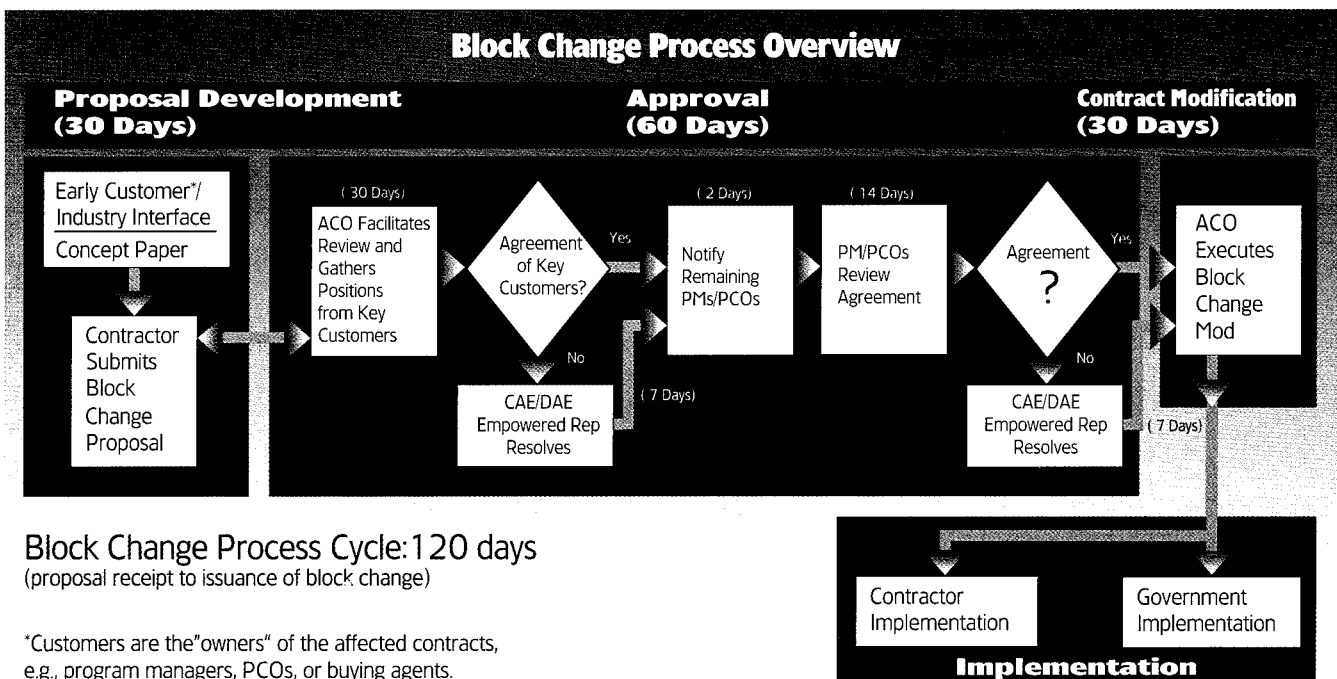 Block Change Process Overview
Proposal Development
(30 Days)
Approval
(60 Days)
Contract Modification
(30 Days)
Early Customer*/
Industry Interface
Concept Paper
Contractor
Submits
Block
Change
Proposal
( 30 Days)
ACO Facilitates
Review and
Gathers
Positions
from Key
Customers
Agreement
of Key
Customers?
Yes
No
CAE/DAE
Empowered Rep
Resolves
( 7 Days)
( 2 Days)
Notify
Remaining
PMs/PCOs
( 14 Days)
PM/PCOs
Review
Agreement
Agreement
?
Yes
No
CAE/DAE
Empowered Rep
Resolves
( 7 Days)
ACO
Executes
Block
Change
Mod
Contractor
Implementation
Government
Implementation
Implementation
Block Change Process Cycle:120 days
(proposal receipt to issuance of block change)
*Customers are the"owners" of the affected contracts,
e.g., program managers, PCOs, or buying agents.